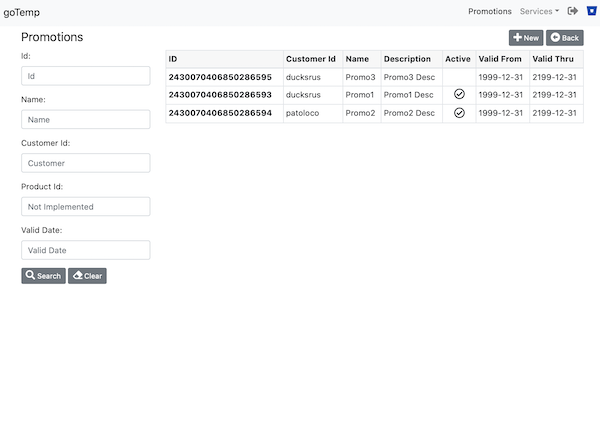 goTemp
Promotions Services
Promotions
New Back
Id:
Id
Name:
Name
Customer Id:
Customer
Product Id:
Not Implemented
Valid Date:
Valid Date
Search Clear
ID Customer Id Name Description Active Valid From Valid Thru
2430070406850286595 ducksrus Promo3 Promo3 Desc 1999-12-31 2199-12-31
2430070406850286593 ducksrus Promo1 Promo1 Desc 1999-12-31 2199-12-31
2430070406850286594 patoloco Promo2 Promo2 Desc 1999-12-31 2199-12-31